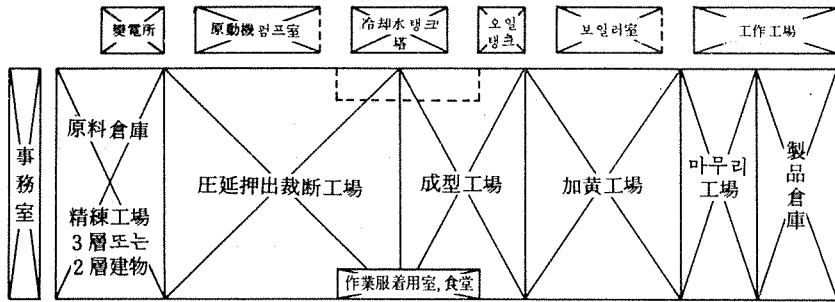 變電所
原動機펌프室
冷却水탱크
塔
오일
탱크
보일러室
工作工場
事務室
原料倉庫
精練工場
3層또는
2層建物
圧延押出裁断工場
成型工場
加黄工場
마무리
工場
製品倉庫
作業服着用室,食堂